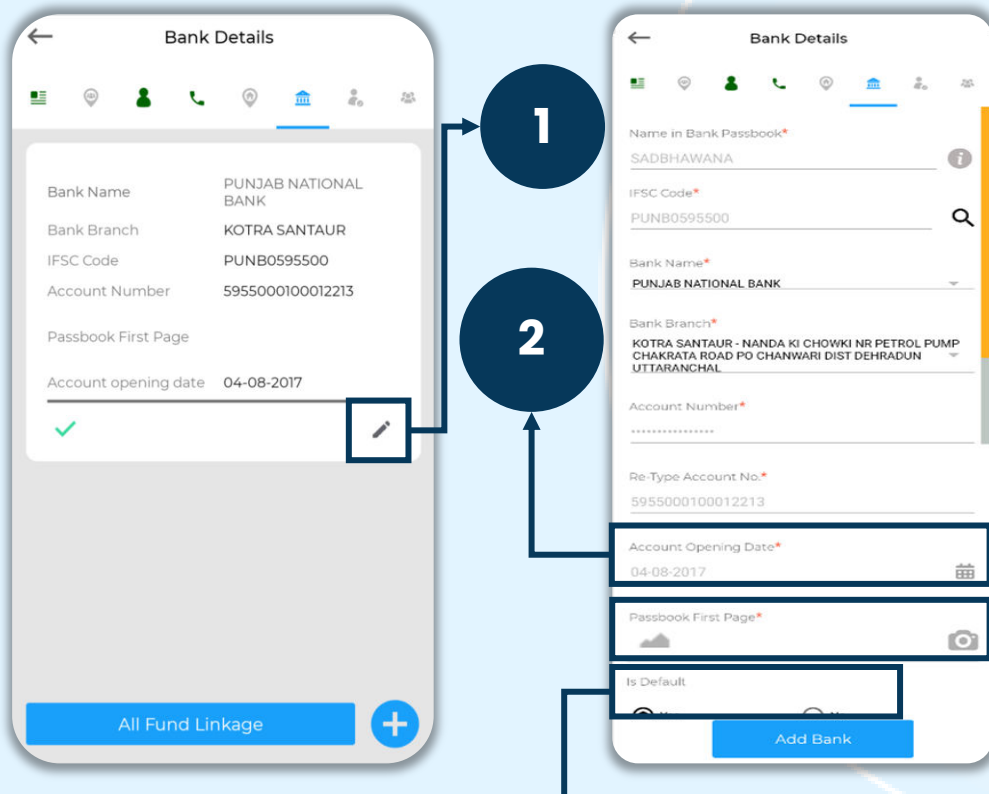 Bank Details
Bank Name PUNJAB NATIONAL
BANK
Bank Branch KOTRA SANTAUR
IFSC Code PUNB0595500
Account Number 5955000100012213
Passbook First Page
Account opening date 04-08-2017
All Fund Linkage
1
2
Bank Details
Name in Bank Passbook*
SADBHAWANA
IFSC Code*
PUNB0595500
Bank Name*
PUNJAB NATIONAL BANK
Bank Branch*
KOTRA SANTAUR - NANDA KI CHOWKI NR PETROL PUMP
CHAKRATA ROAD PO CHANWARI DIST DEHRADUN
UTTARANCHAL
Account Number*
••••••••••••••••
Re-Type Account No.*
5955000100012213
Account Opening Date*
04-08-2017
Passbook First Page*
Is Default
Add Bank